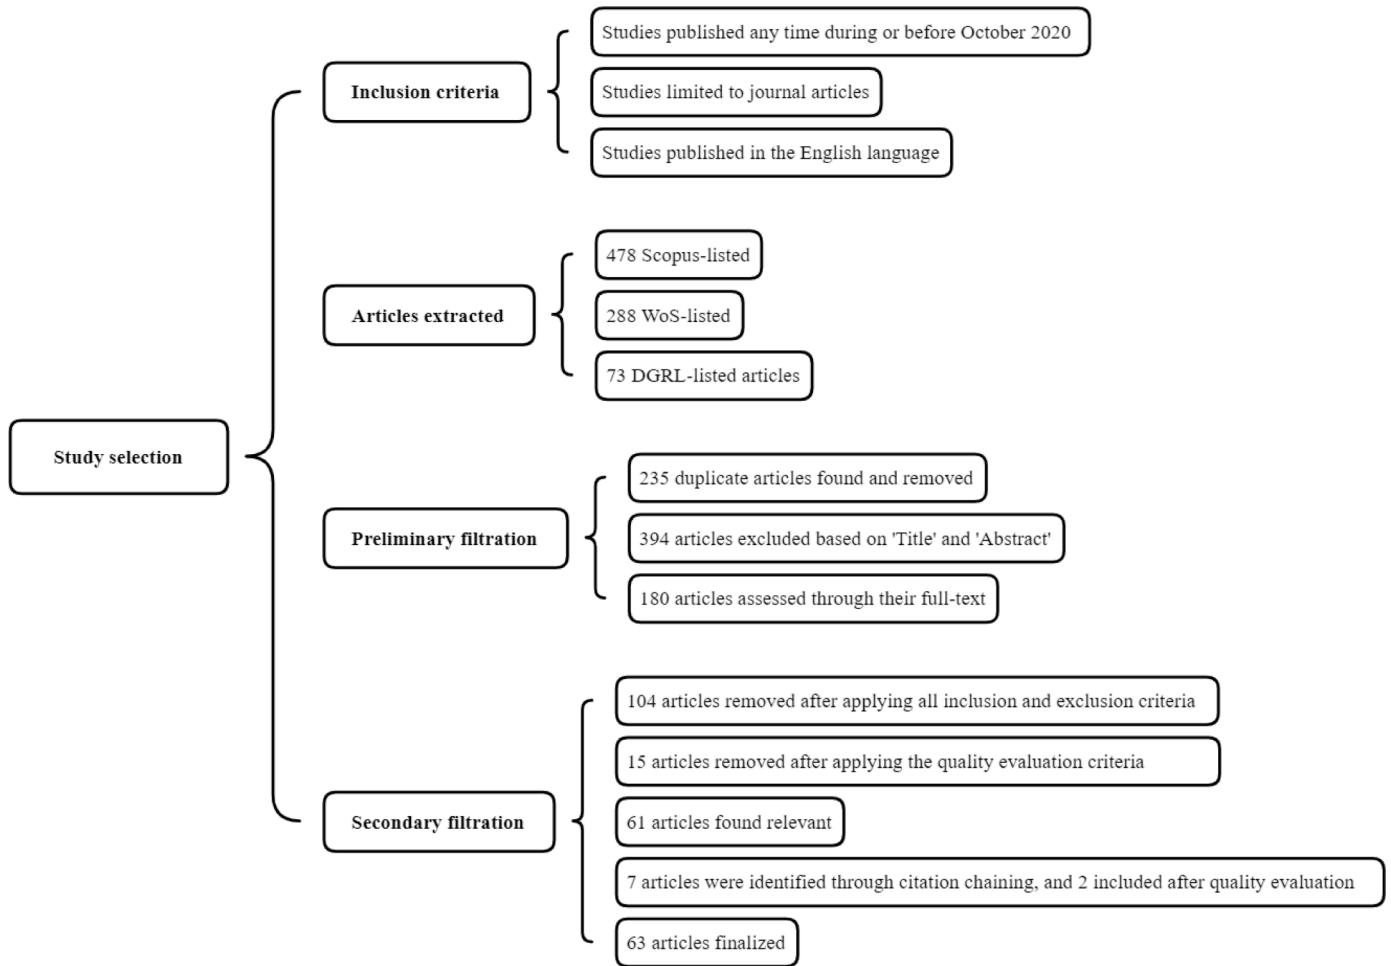 Study selection
Inclusion criteria
Studies published any time during or before October 2020
Studies limited to journal articles
Studies published in the English language
Articles extracted
478 Scopus-listed
288 WoS-listed
73 DGRL-listed articles
Preliminary filtration
235 duplicate articles found and removed
394 articles excluded based on 'Title' and 'Abstract'
180 articles assessed through their full-text
Secondary filtration
104 articles removed after applying all inclusion and exclusion criteria
15 articles removed after applying the quality evaluation criteria
61 articles found relevant
7 articles were identified through citation chaining, and 2 included after quality evaluation
63 articles finalized